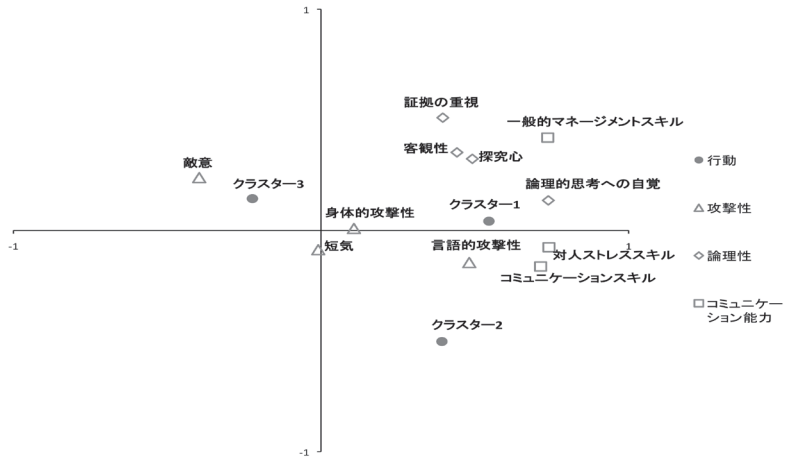 1
証拠の重視
一般的マネージメントスキル
客観性
探究心
行動
敵意
クラスター3
論理的思考への自覚
クラスター1
身体的攻撃性
攻撃性
-1
1
短気
言語的攻撃性
対人ストレススキル
論理性
コミュニケーションスキル
コミュニケー
ション能力
クラスター2
-1